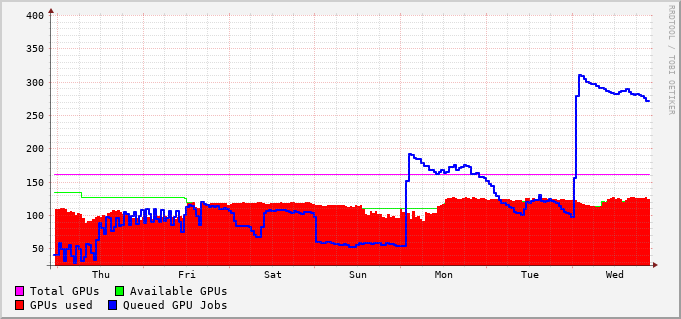 400
350
300
250
200
150
100
50
Thu Fri Sat Sun Mon Tue Wed
Total GPUs Available GPUs
GPUs used Queued GPU Jobs
RRDTOOL / TOBI OETIKER